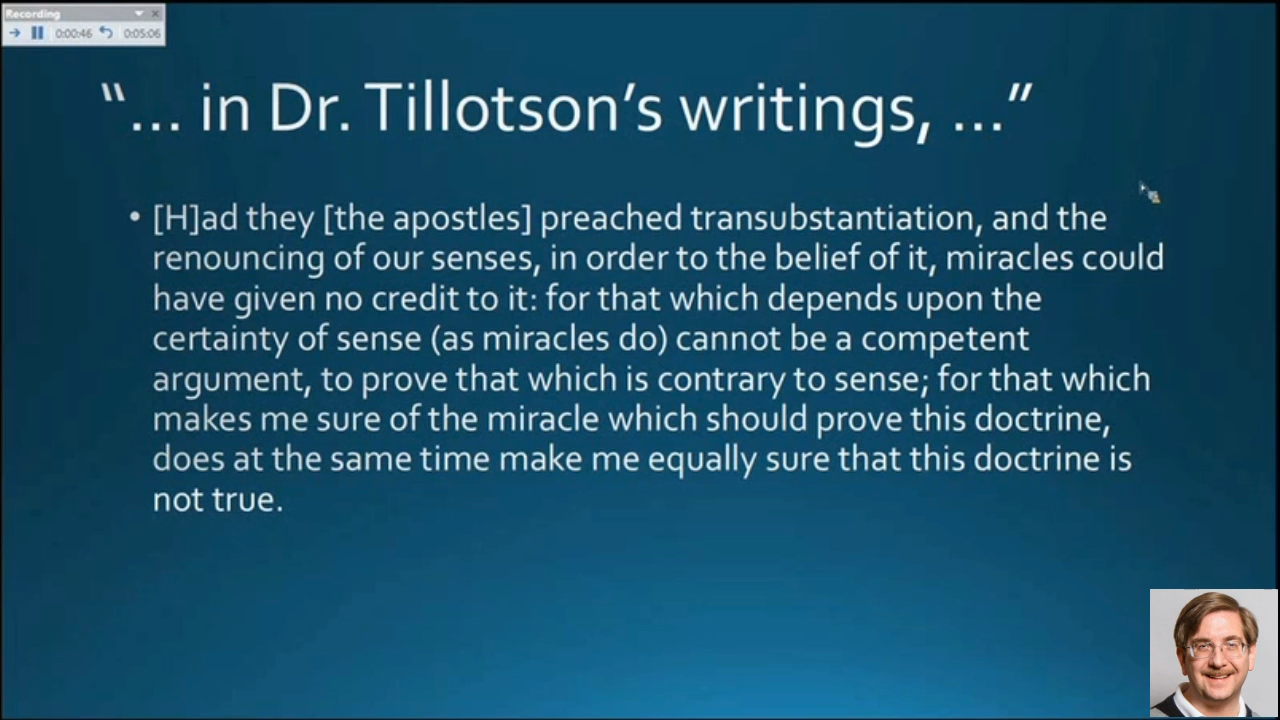 Recording
0:00:46 0:05:06
“… in Dr. Tillotson’s writings, …”
• [H]ad they [the apostles] preached transubstantiation, and the
renouncing of our senses, in order to the belief of it, miracles could
have given no credit to it: for that which depends upon the
certainty of sense (as miracles do) cannot be a competent
argument, to prove that which is contrary to sense; for that which
makes me sure of the miracle which should prove this doctrine,
does at the same time make me equally sure that this doctrine is
not true.